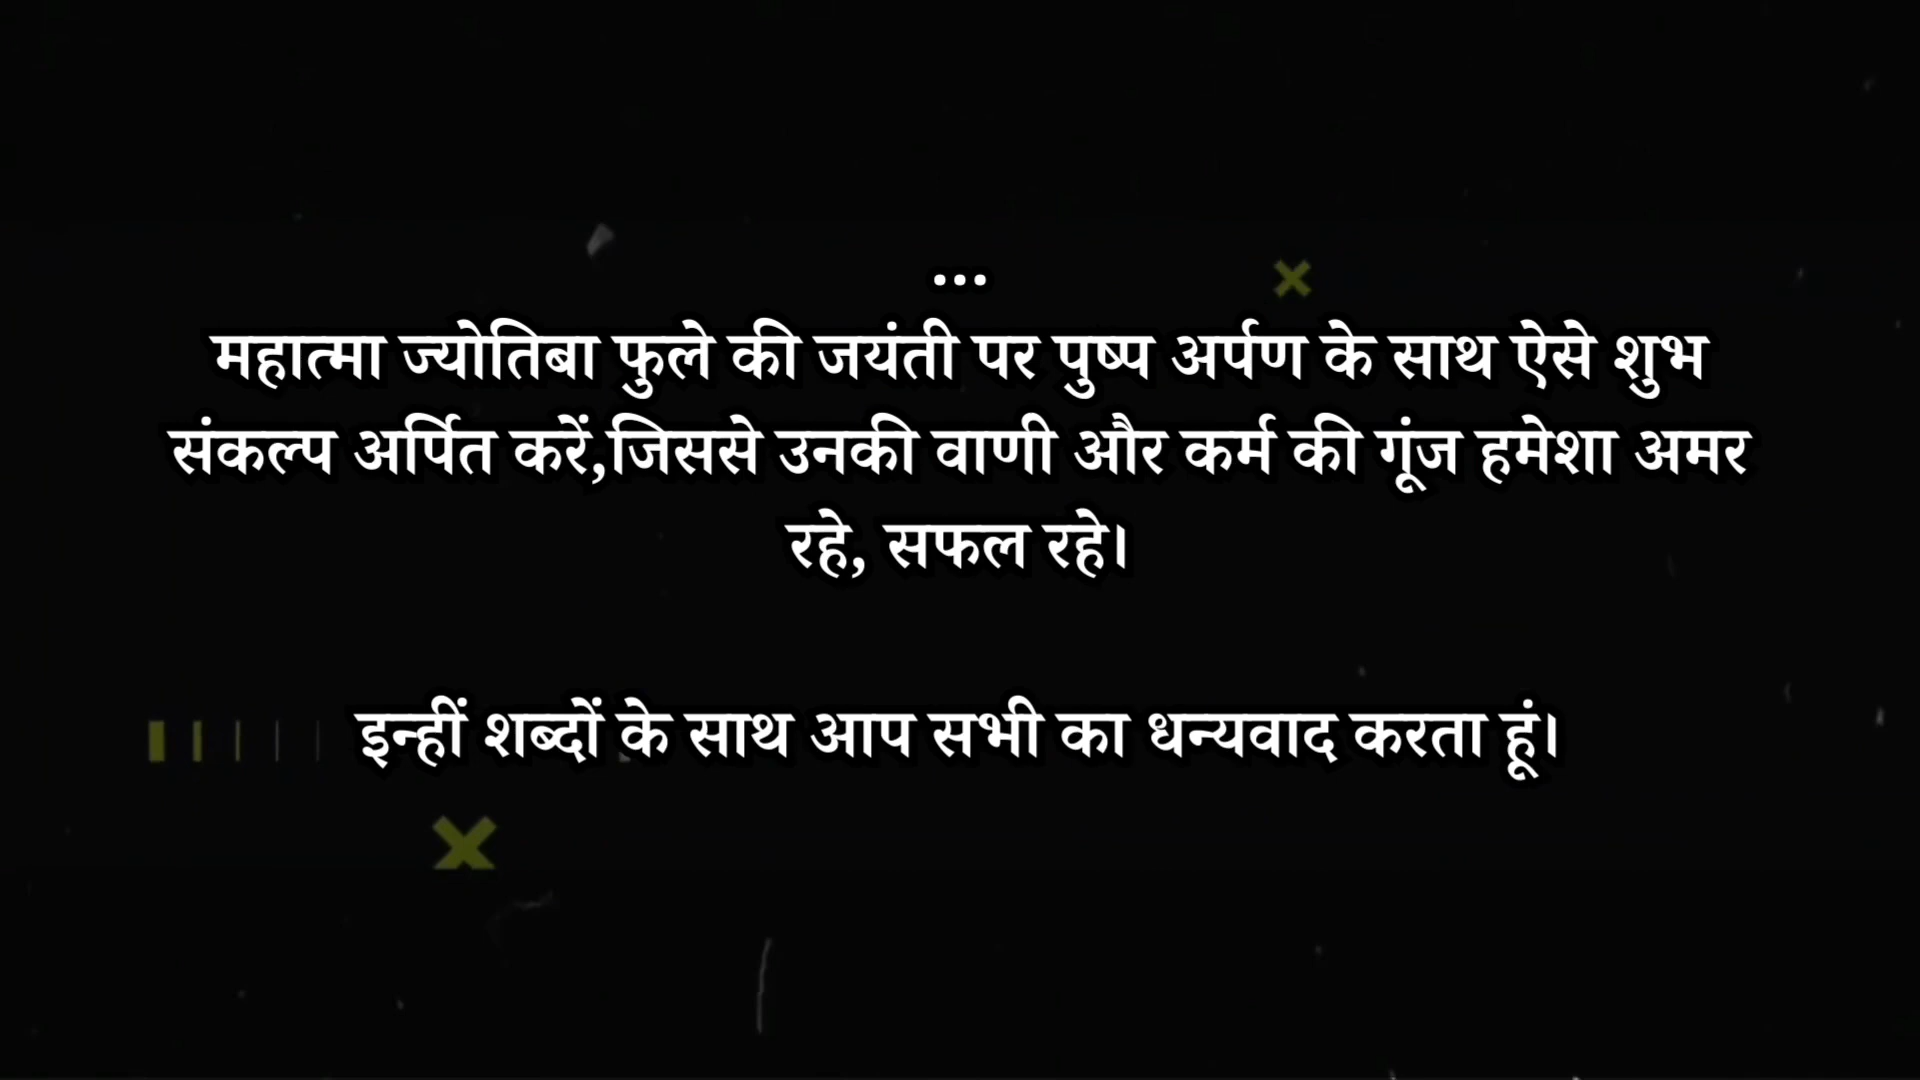 ...
महात्मा ज्योतिबा फुले की जयंती पर पुष्प अर्पण के साथ ऐसे शुभ
संकल्प अर्पित करें,जिससे उनकी वाणी और कर्म की गूंज हमेशा अमर
रहे, सफल रहे।
इन्हीं शब्दों के साथ आप सभी का धन्यवाद करता हूं।